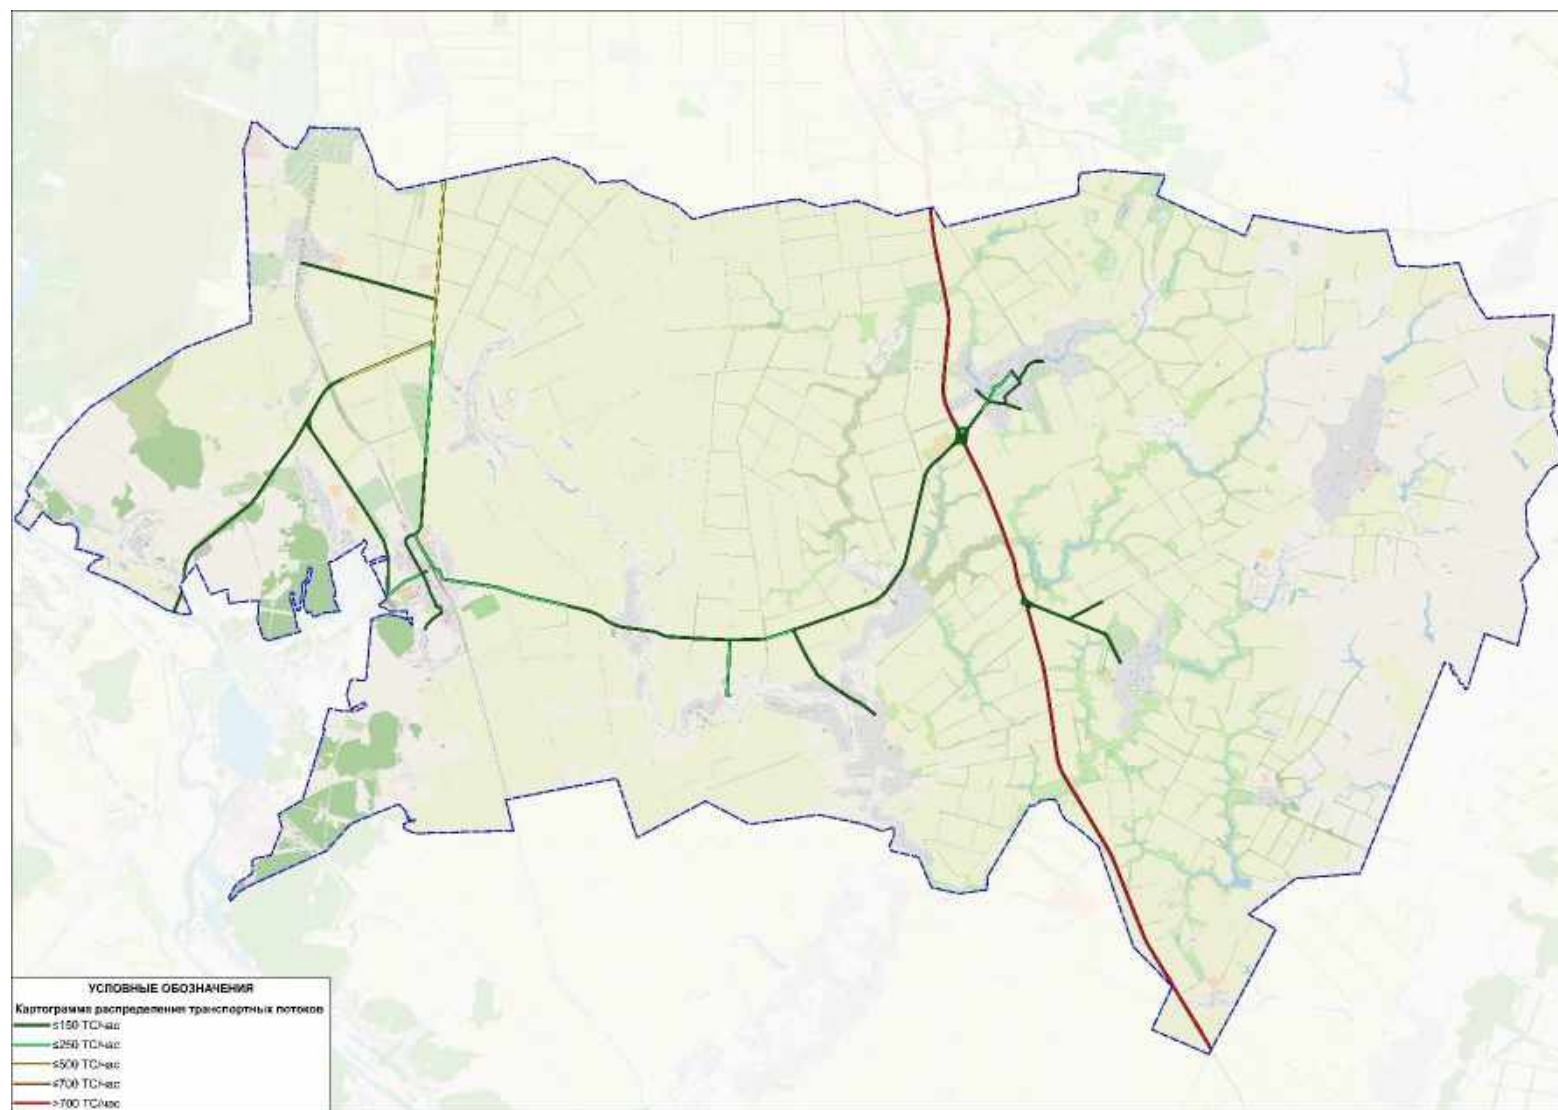 УСЛОВНЫЕ ОБОЗНАЧЕНИЯ
Картограмма распределения транспортных потоков
≤150 ТС/час
≤250 ТС/час
≤500 ТС/час
≤700 ТС/час
>700 ТС/час